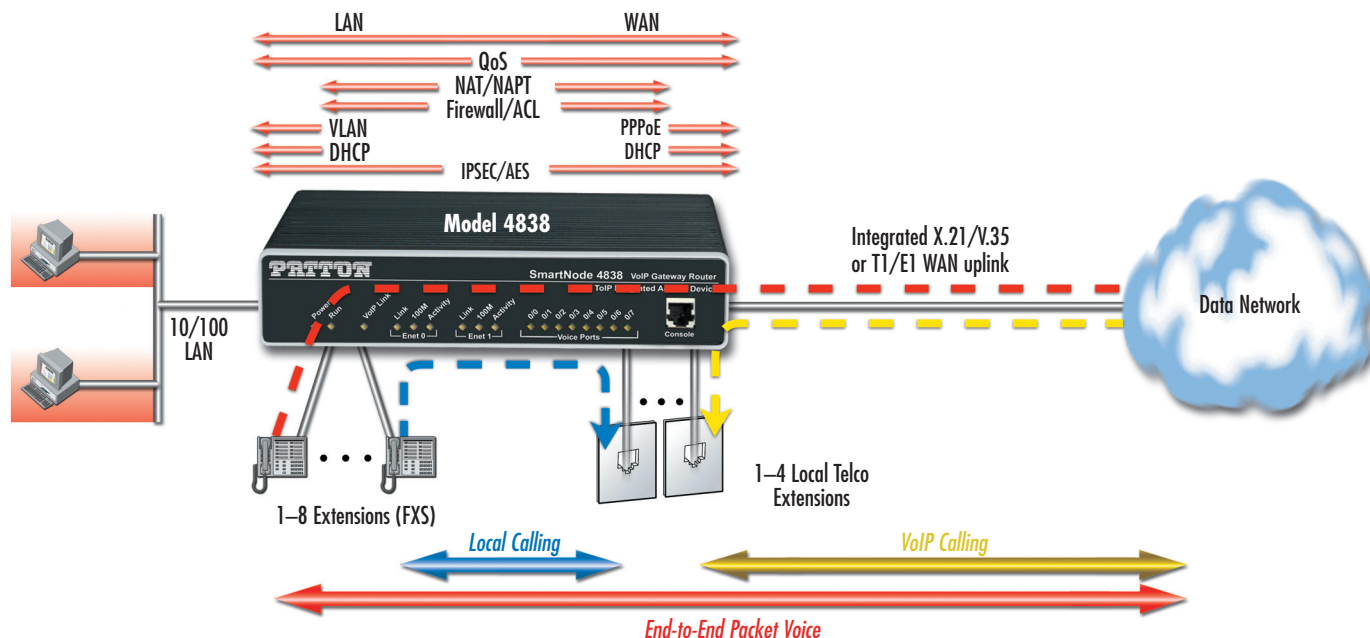 LAN WAN
QoS
NAT/NAPT
Firewall/ACL
VLAN PPPoE
DHCP DHCP
IPSEC/AES
Model 4838
PATTON
SmartNode 4838 VoIP Gateway Router
Power
Run
VoIP Link
Link
100M
Activity
Enet 0
Link
100M
Activity
Enet 1
0/0
0/1
0/2
0/3
0/4
0/5
0/6
0/7
Voice Ports
Console
10/100
LAN
Integrated X.21/V.35
or T1/E1 WAN uplink
Data Network
1–8 Extensions (FXS)
1–4 Local Telco
Extensions
Local Calling
VoIP Calling
End-to-End Packet Voice